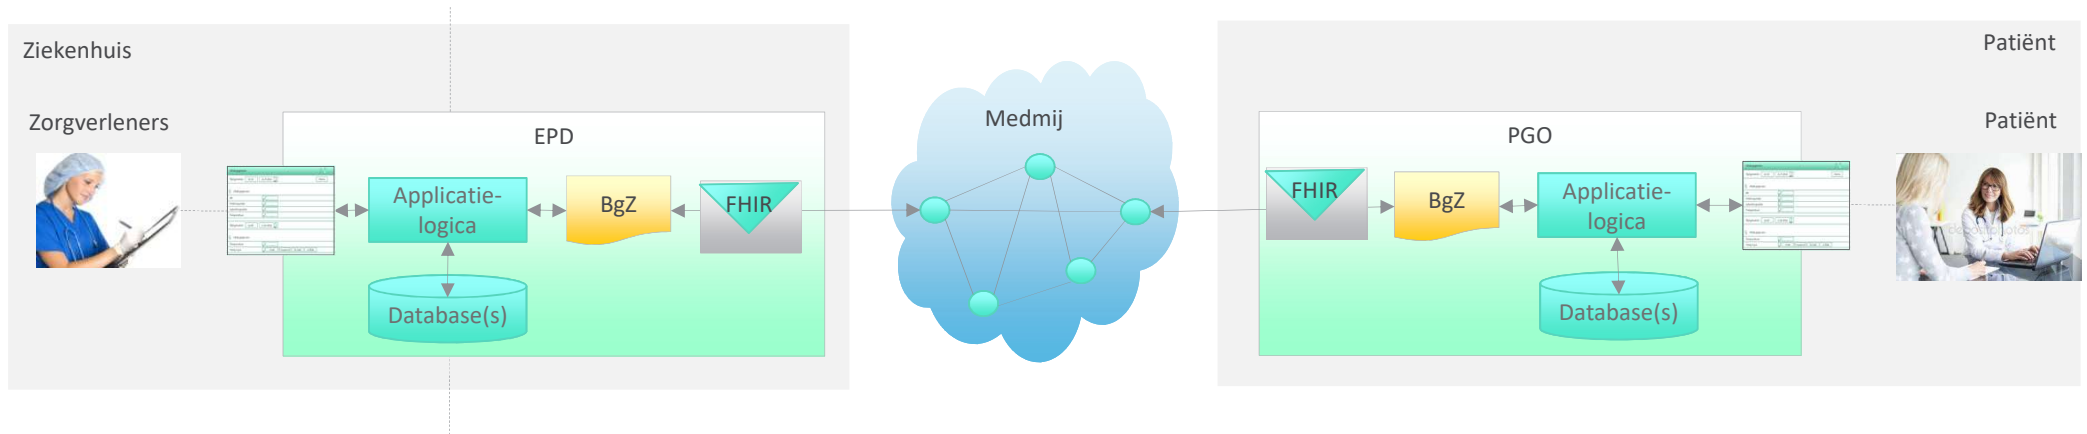 Ziekenhuis
Zorgverleners
EPD
Applicatie-
logica
BgZ
FHIR
Database(s)
Medmij
Patiënt
Patiënt
PGO
FHIR
BgZ
Applicatie-
logica
Database(s)